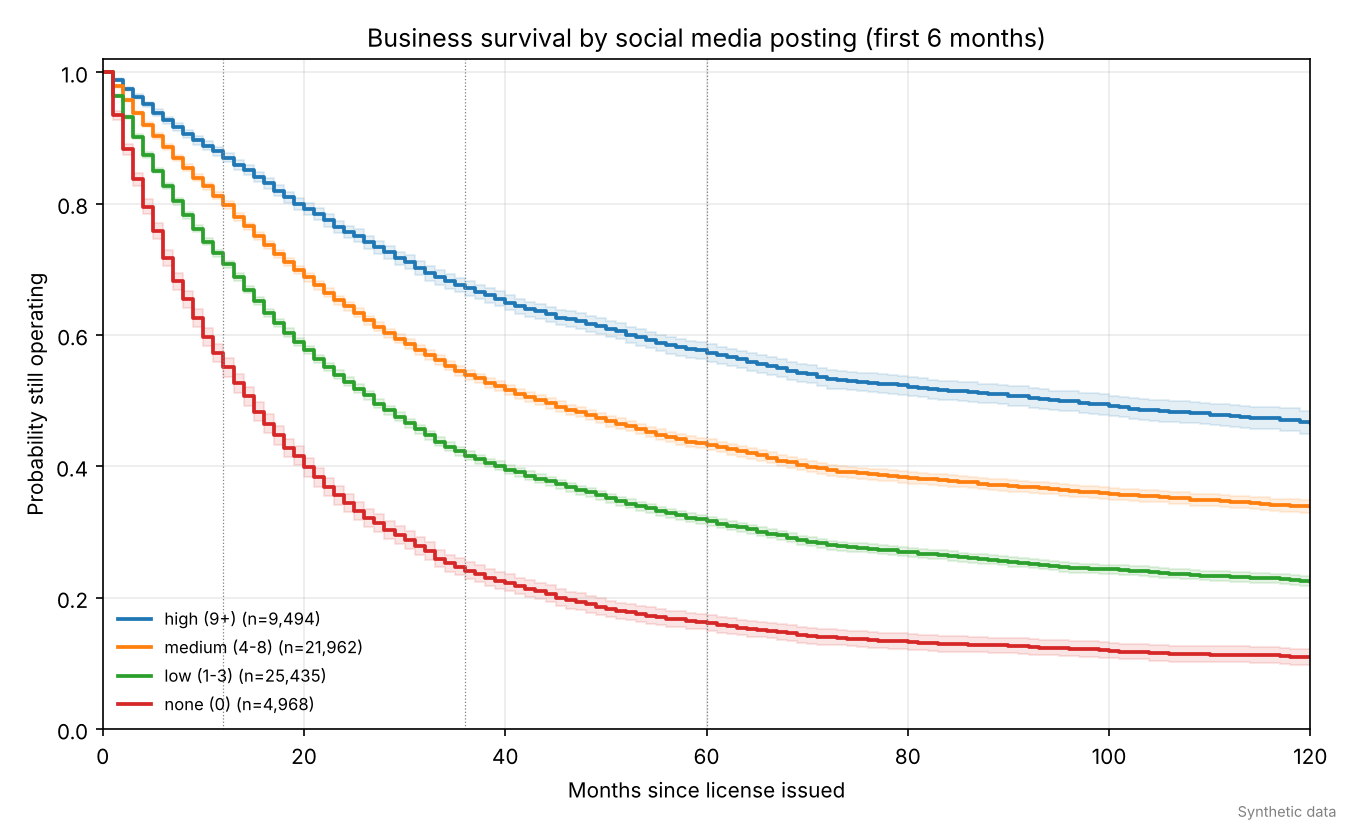 Business survival by social media posting (first 6 months)
Probability still operating
1.0
0.8
0.6
0.4
0.2
0.0
high (9+) (n=9,494)
medium (4-8) (n=21,962)
low (1-3) (n=25,435)
none (0) (n=4,968)
0 20 40 60 80 100 120
Months since license issued
Synthetic data